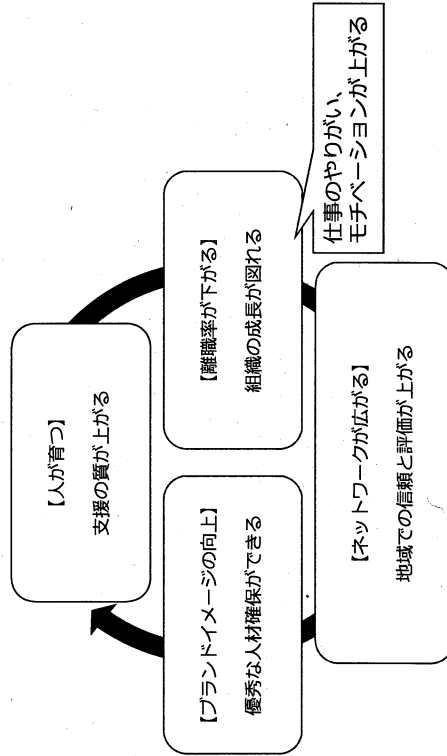 【人が育つ】
支援の質が上がる
【離職率が下がる】
組織の成長が図れる
仕事のやりがい、
モチベーションが上がる
【ネットワークが広がる】
地域での信頼と評価が上がる
【ブランドイメージの向上】
優秀な人材確保ができる